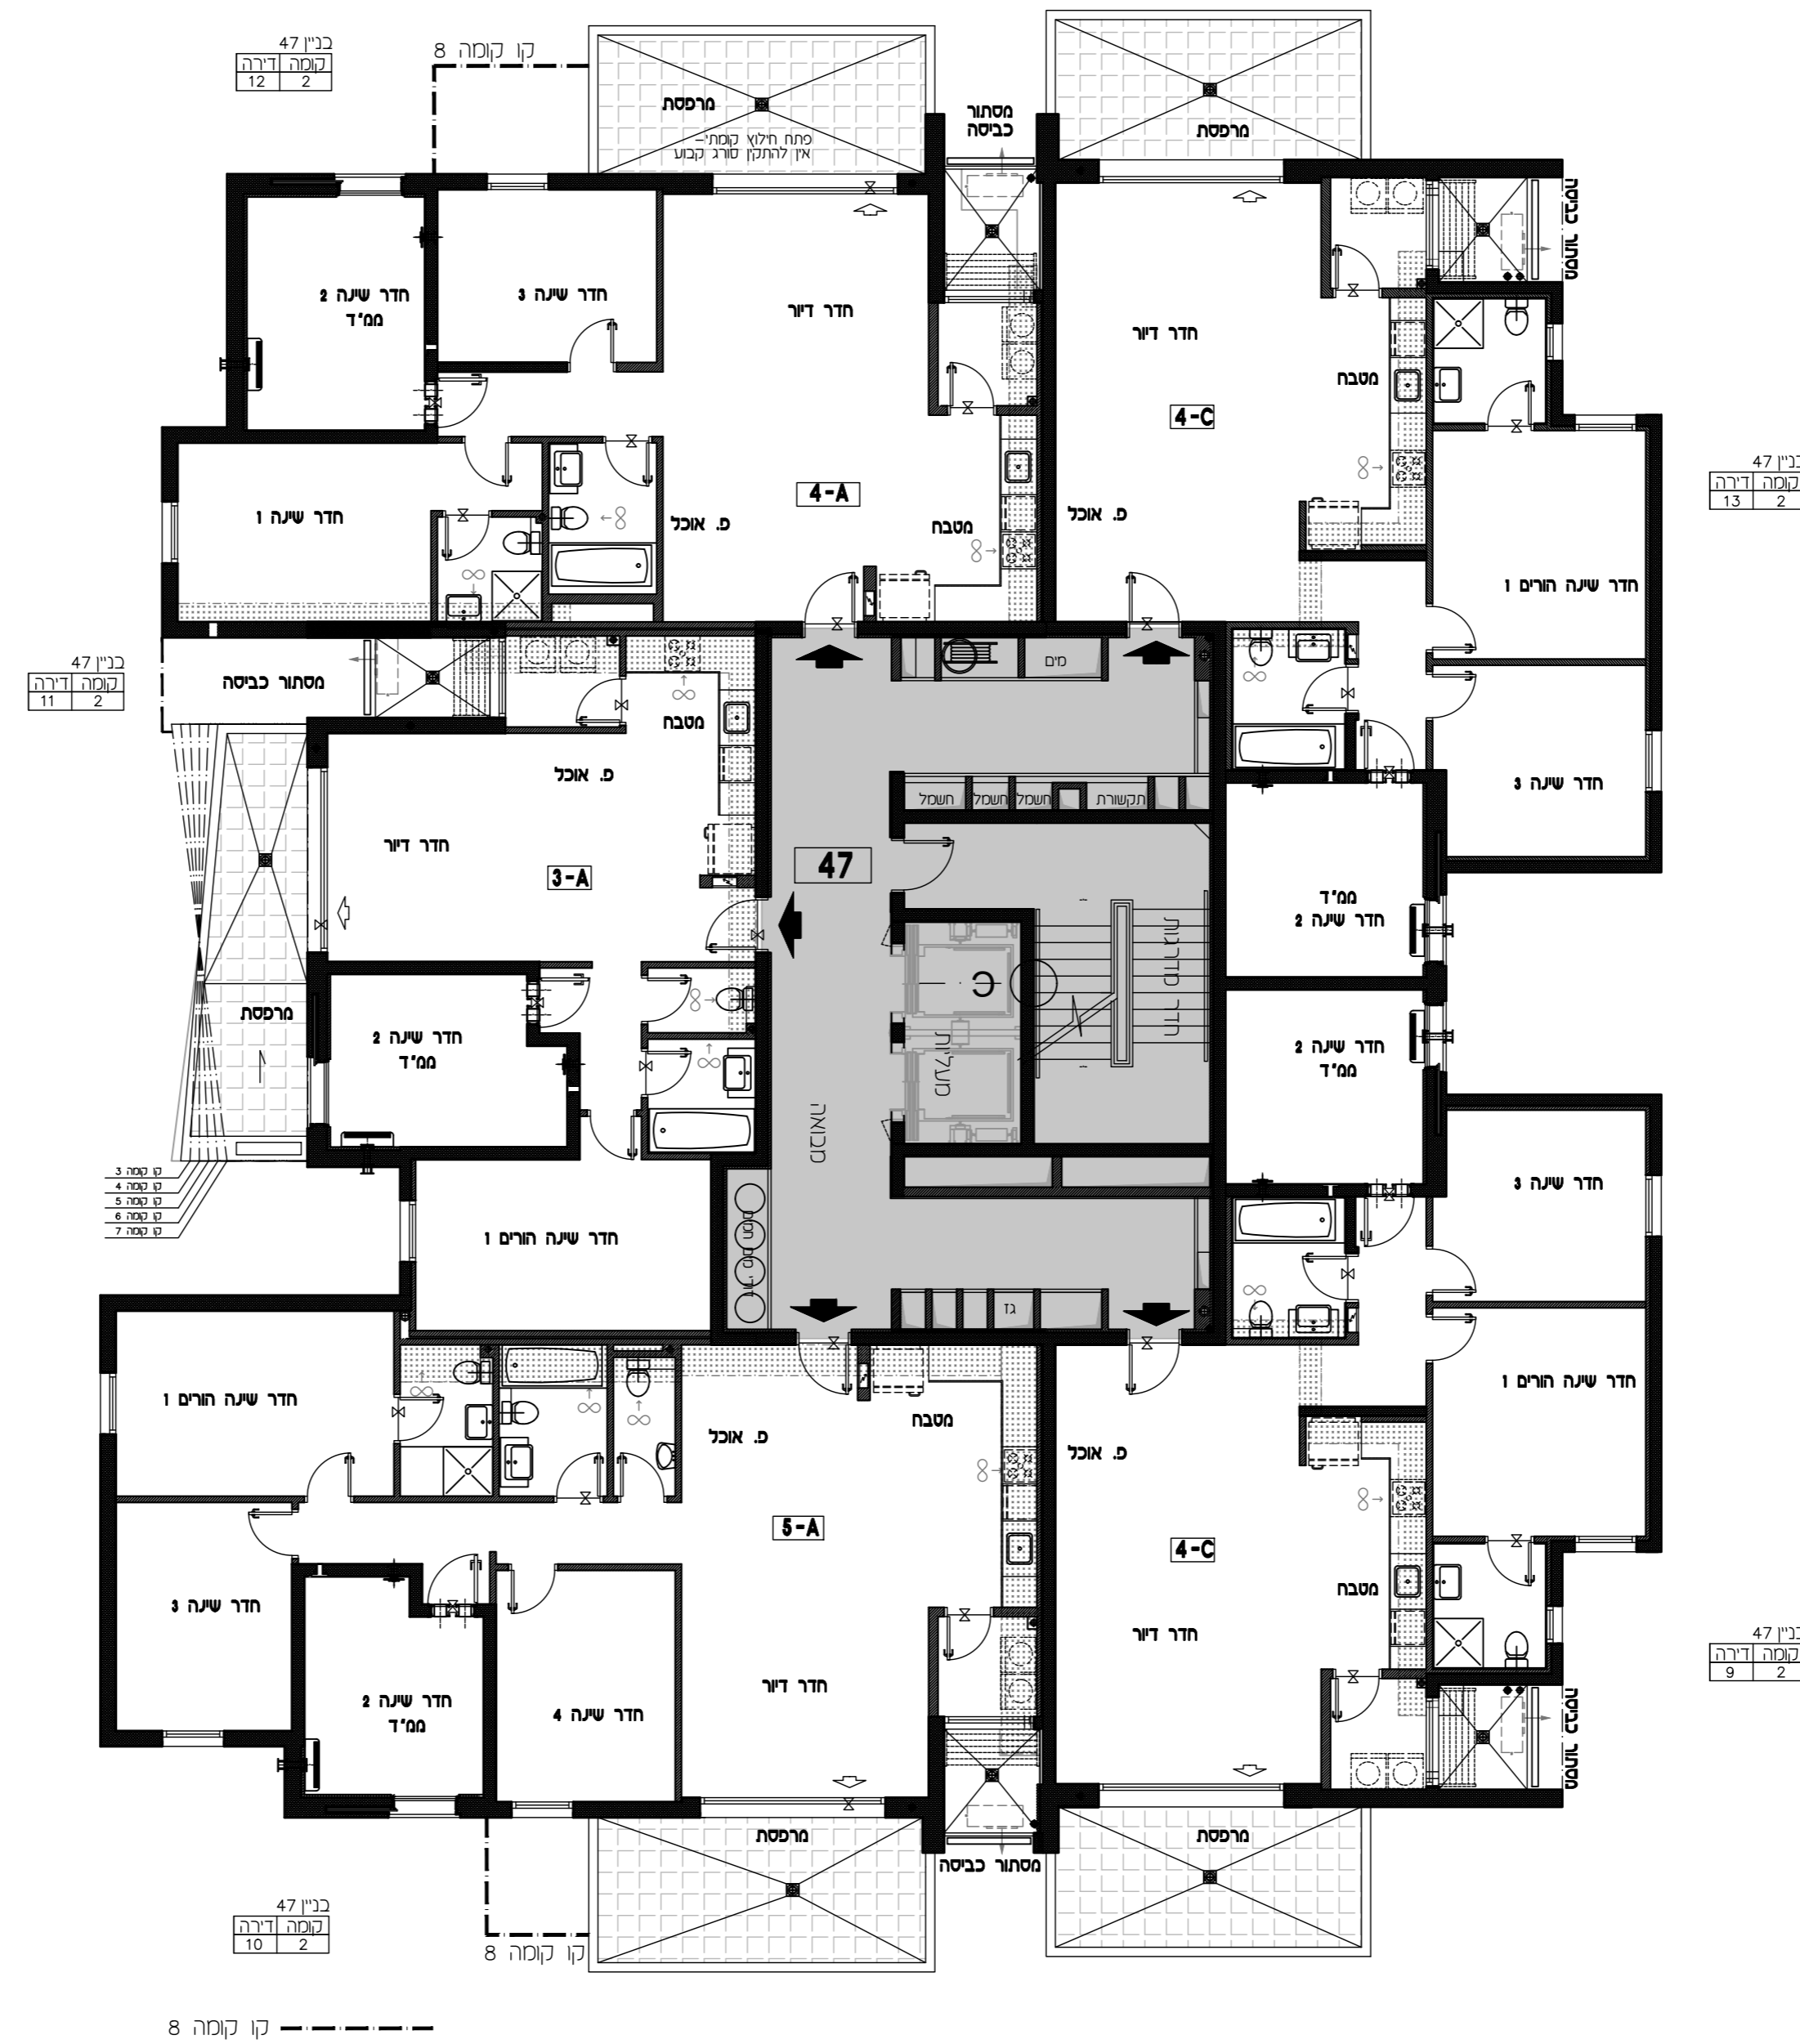 בניין 47
קומה דירה
2 12
קו קומה 8
מרפסת
פתח חילוץ קומתי-
אין להתקין סורג קבוע
מסתור
כביסה
מרפסת
מסתור כביסה
חדר שינה 2
ממ"ד
חדר שינה 3
חדר דיור
חדר שינה 1
4-A
פ. אוכל
מטבח
חדר דיור
מטבח
4-C
פ. אוכל
חדר שינה הורים 1
חדר שינה 3
ממ"ד
חדר שינה 2
בניין 47
קומה דירה
2 13
בניין 47
קומה דירה
2 11
מסתור כביסה
מטבח
פ. אוכל
חדר דיור
3-A
מרפסת
חדר שינה 2
ממ"ד
חדר שינה הורים 1
קו קומה 3
קו קומה 4
קו קומה 5
קו קומה 6
קו קומה 7
מים
חשמל
חשמל
חשמל
תקשורת
47
חדר מדרגות
C
מעליות
מבואה
דודי מים חמים
גז
חדר שינה 2
ממ"ד
חדר שינה 3
חדר שינה הורים 1
פ. אוכל
4-C
מטבח
חדר דיור
מסתור כביסה
מרפסת
בניין 47
קומה דירה
2 9
חדר שינה הורים 1
פ. אוכל
מטבח
5-A
חדר שינה 3
חדר שינה 2
ממ"ד
חדר שינה 4
חדר דיור
מרפסת
מסתור כביסה
בניין 47
קומה דירה
2 10
קו קומה 8
קו קומה 8